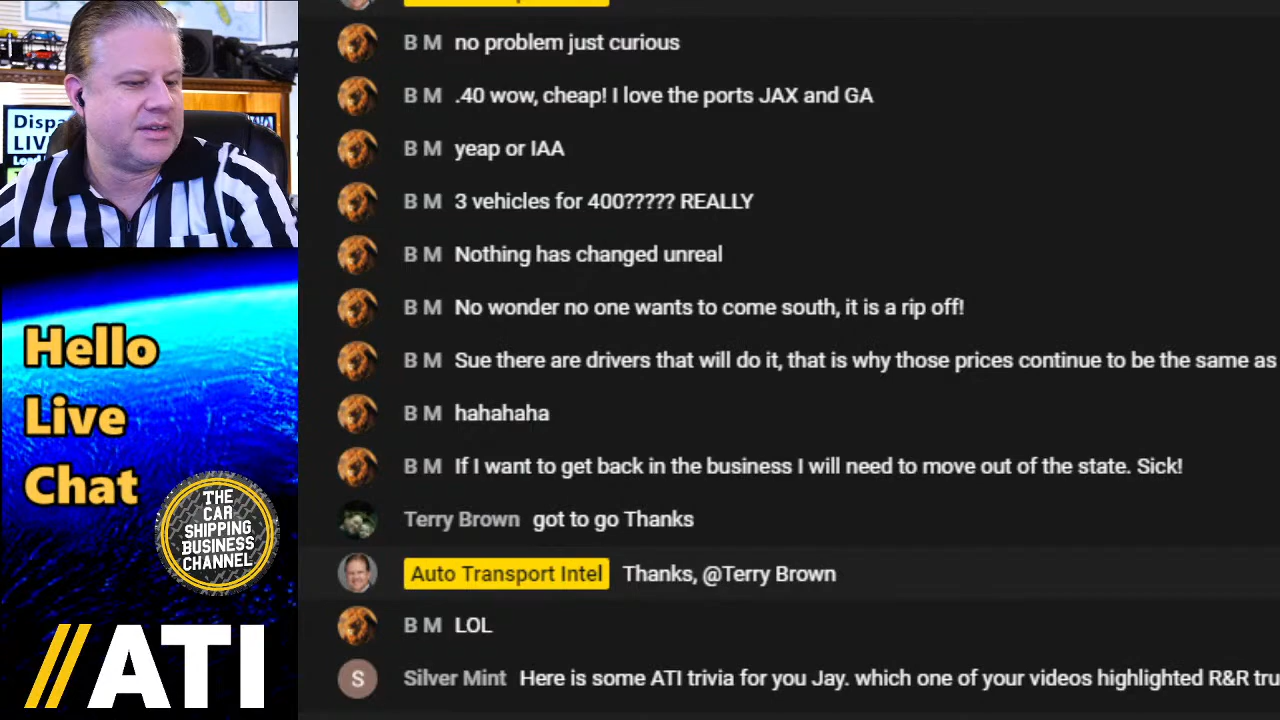 B M no problem just curious
B M .40 wow, cheap! I love the ports JAX and GA
B M yeap or IAA
B M 3 vehicles for 400????? REALLY
B M Nothing has changed unreal
B M No wonder no one wants to come south, it is a rip off!
B M Sue there are drivers that will do it, that is why those prices continue to be the same as
B M hahahaha
B M If I want to get back in the business I will need to move out of the state. Sick!
Terry Brown got to go Thanks
Auto Transport Intel Thanks, @Terry Brown
B M LOL
S Silver Mint Here is some ATI trivia for you Jay. which one of your videos highlighted R&R tru
Hello
Live
Chat
THE
CAR
SHIPPING
BUSINESS
CHANNEL
//ATI